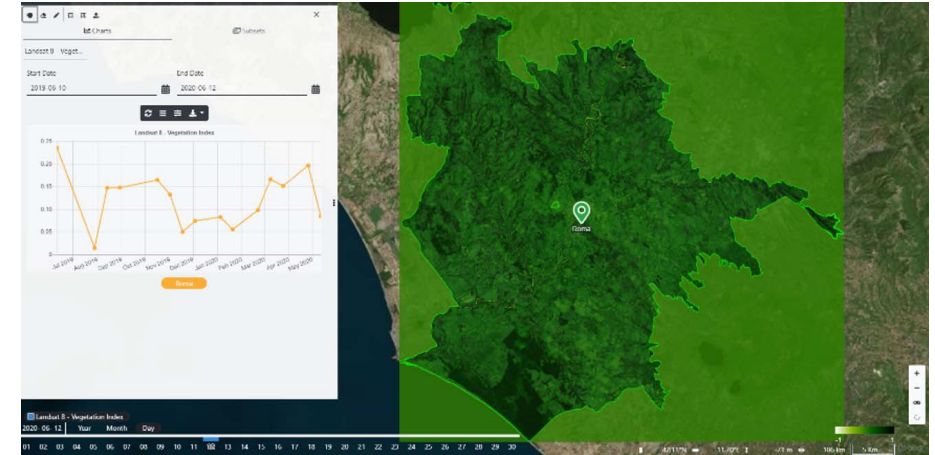 Charts
Subsets
Landsat 8 - Veget...
Start Date
End Date
2019-06-10
2020-06-12
Landsat 8 - Vegetation Index
0.25
0.20
0.15
0.10
0.05
0
Jul 2019 Aug 2019 Sep 2019 Oct 2019 Nov 2019 Dec 2019 Jan 2020 Feb 2020 Mar 2020 Apr 2020 May 2020
Roma
Roma
Landsat 8 - Vegetation Index
2020-06-12 Year Month Day
01 02 03 04 05 06 07 09 10 11 13 14 15 16 17 18 19 20 21 22 23 24 25 26 27 28 29 30
-1 1
106 km
5 Km